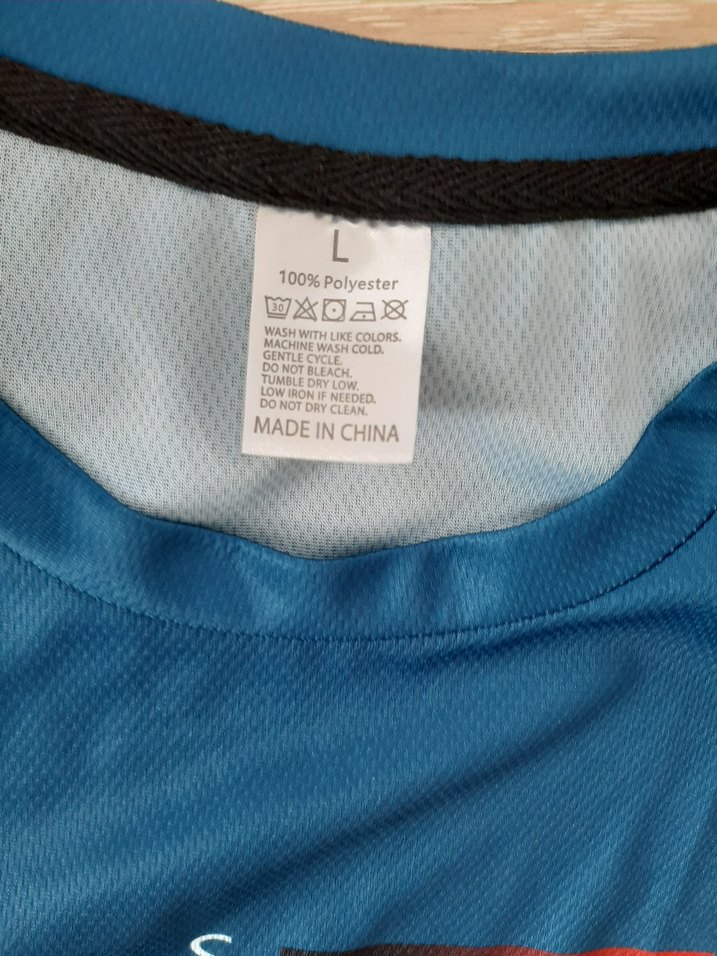 L
100% Polyester
30
WASH WITH LIKE COLORS.
MACHINE WASH COLD.
GENTLE CYCLE.
DO NOT BLEACH.
TUMBLE DRY LOW.
LOW IRON IF NEEDED.
DO NOT DRY CLEAN.
MADE IN CHINA
S